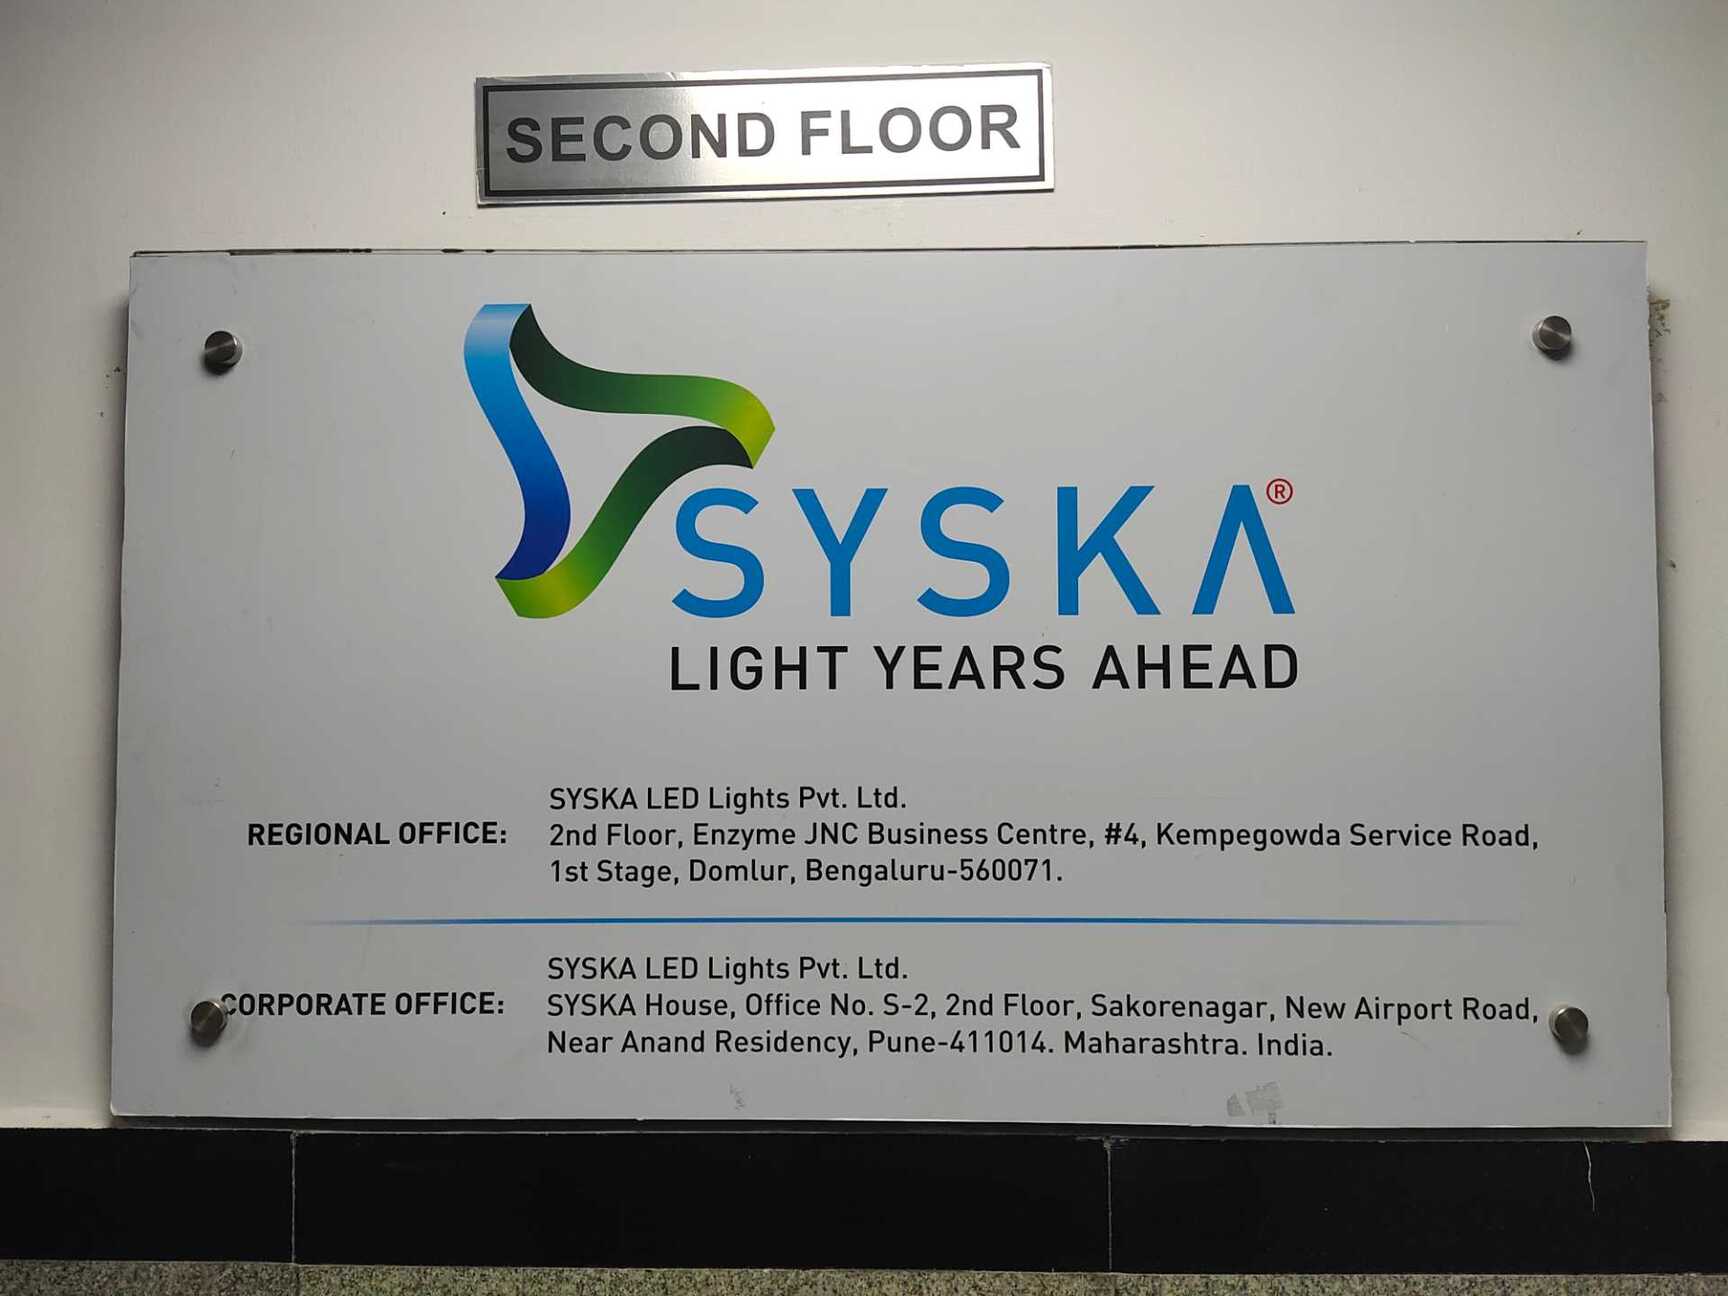 SECOND FLOOR
SYSKA®
LIGHT YEARS AHEAD
SYSKA LED Lights Pvt. Ltd.
REGIONAL OFFICE: 2nd Floor, Enzyme JNC Business Centre, #4, Kempegowda Service Road,
1st Stage, Domlur, Bengaluru-560071.
SYSKA LED Lights Pvt. Ltd.
CORPORATE OFFICE: SYSKA House, Office No. S-2, 2nd Floor, Sakorenagar, New Airport Road,
Near Anand Residency, Pune-411014. Maharashtra. India.